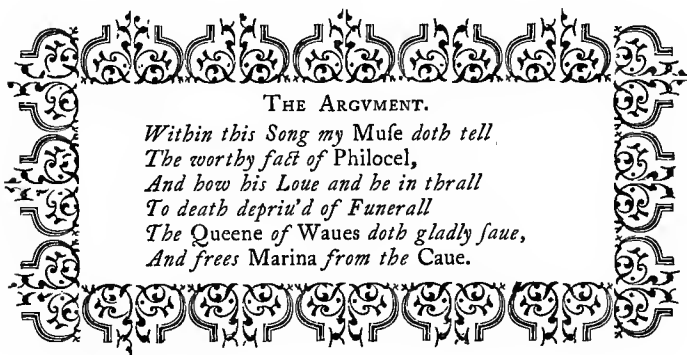 THE ARGVMENT.
Within this Song my Muſe doth tell
The worthy fact of Philocel,
And how his Loue and he in thrall
To death depriu'd of Funerall
The Queene of Waues doth gladly ſaue,
And frees Marina from the Caue.